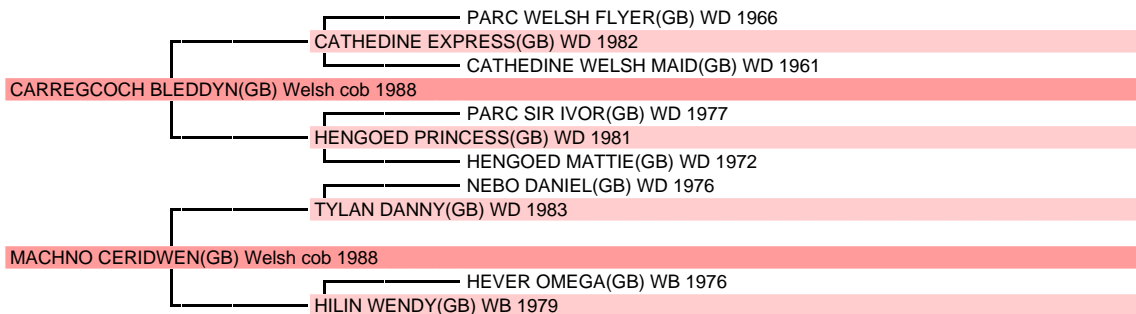 PARC WELSH FLYER(GB) WD 1966
CATHEDINE EXPRESS(GB) WD 1982
CATHEDINE WELSH MAID(GB) WD 1961
CARREGCOCH BLEDDYN(GB) Welsh cob 1988
PARC SIR IVOR(GB) WD 1977
HENGOED PRINCESS(GB) WD 1981
HENGOED MATTIE(GB) WD 1972
NEBO DANIEL(GB) WD 1976
TYLAN DANNY(GB) WD 1983
MACHNO CERIDWEN(GB) Welsh cob 1988
HEVER OMEGA(GB) WB 1976
HILIN WENDY(GB) WB 1979